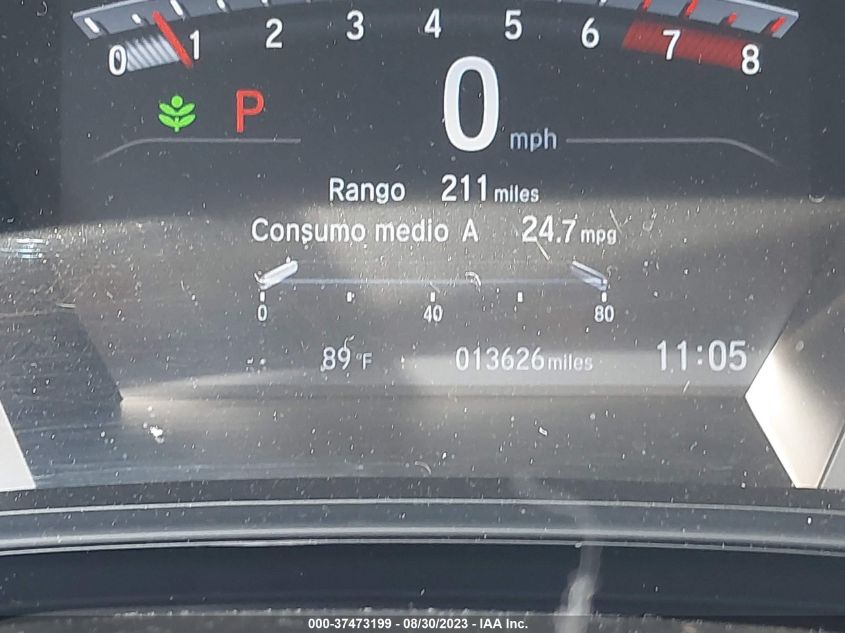 0 1 2 3 4 5 6 7 8
P 0 mph
Rango 211 miles
Consumo medio A 24.7 mpg
0 40 80
89°F 013626 miles 11:05
000-37473199 - 08/30/2023 - IAA Inc.